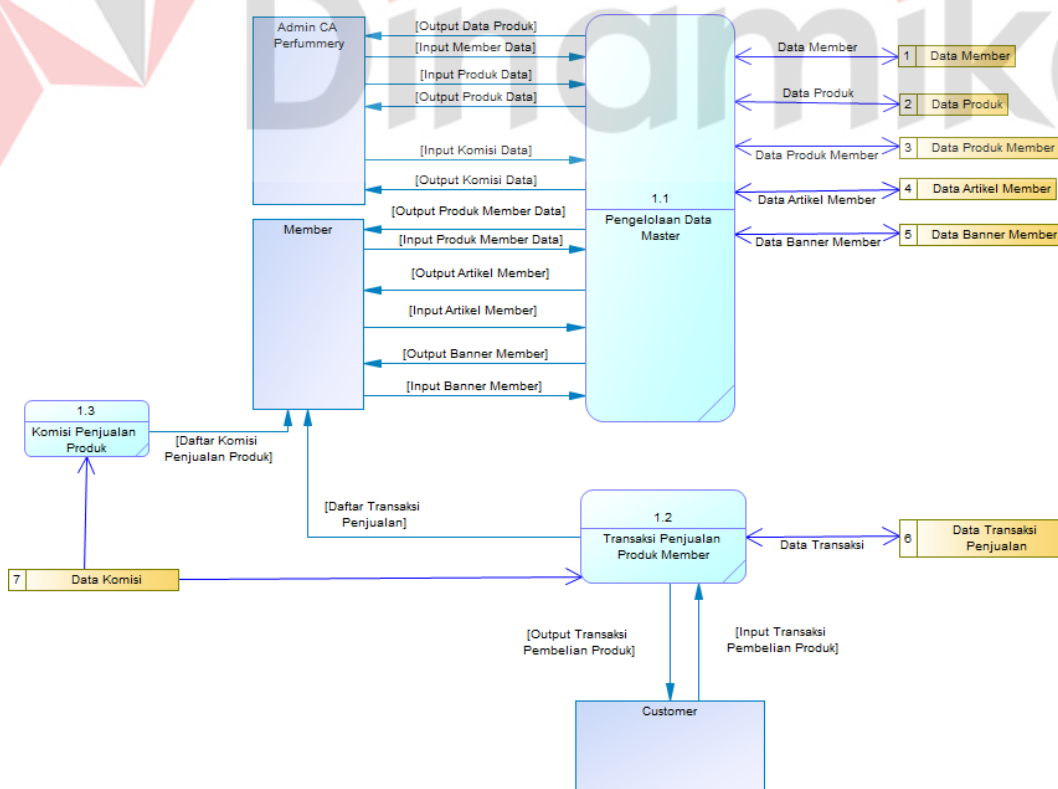 Dinamik
Admin CA
Perfummery
[Output Data Produk]
[Input Member Data]
[Input Produk Data]
[Output Produk Data]
[Input Komisi Data]
[Output Komisi Data]
Member
[Output Produk Member Data]
[Input Produk Member Data]
[Output Artikel Member]
[Input Artikel Member]
[Output Banner Member]
[Input Banner Member]
1.1
Pengelolaan Data
Master
Data Member
1 Data Member
Data Produk
2 Data Produk
Data Produk Member
3 Data Produk Member
Data Artikel Member
4 Data Artikel Member
Data Banner Member
5 Data Banner Member
1.3
Komisi Penjualan
Produk
[Daftar Komisi
Penjualan Produk]
[Daftar Transaksi
Penjualan]
1.2
Transaksi Penjualan
Produk Member
Data Transaksi
6 Data Transaksi
Penjualan
7 Data Komisi
[Output Transaksi
Pembelian Produk]
[Input Transaksi
Pembelian Produk]
Customer